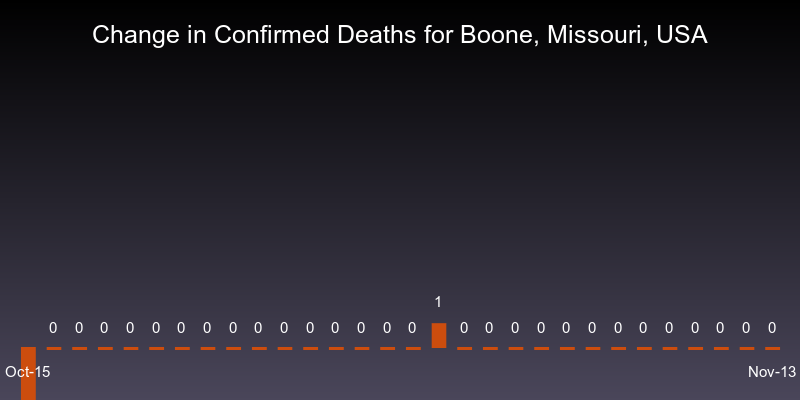 Change in Confirmed Deaths for Boone, Missouri, USA
1
0 0 0 0 0 0 0 0 0 0 0 0 0 0 0 0 0 0 0 0 0 0 0 0 0 0 0 0
Oct-15 Nov-13